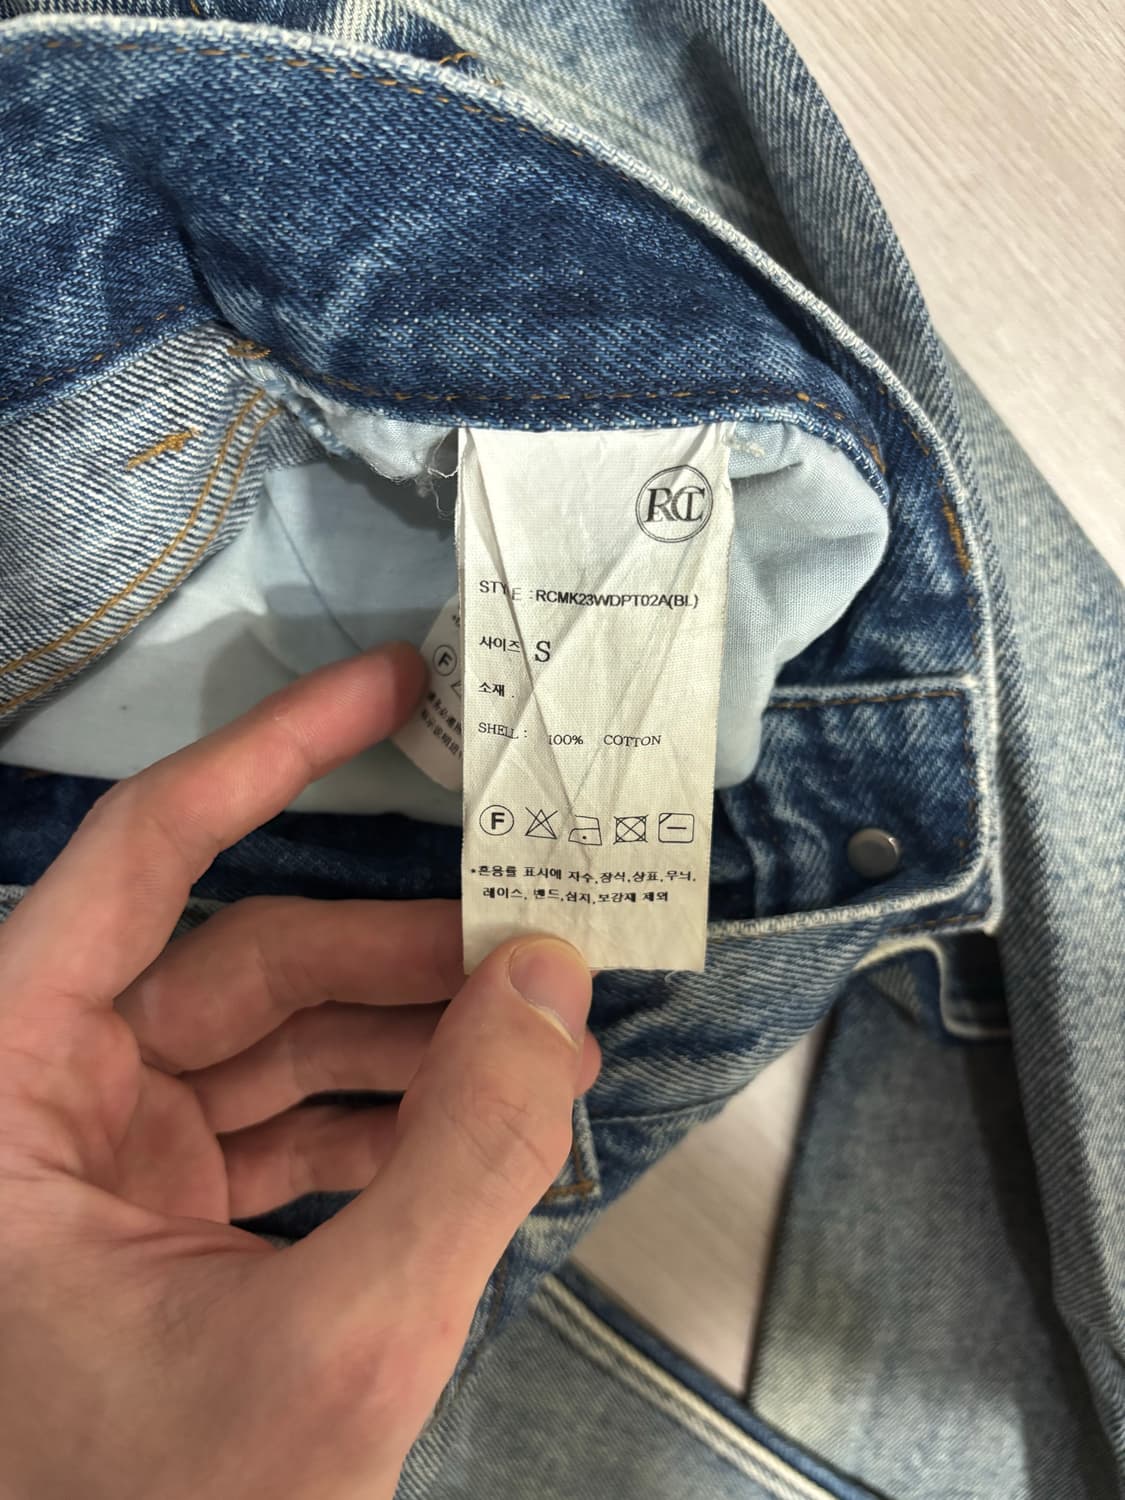 RCT
STYLE : RCMK23WDPT02A(BL)
사이즈 S
소재 .
SHELL : 100% COTTON
F
*혼용률 표시에 자수,장식,상표,무늬,
레이스, 밴드,심지,보강재 제외
F